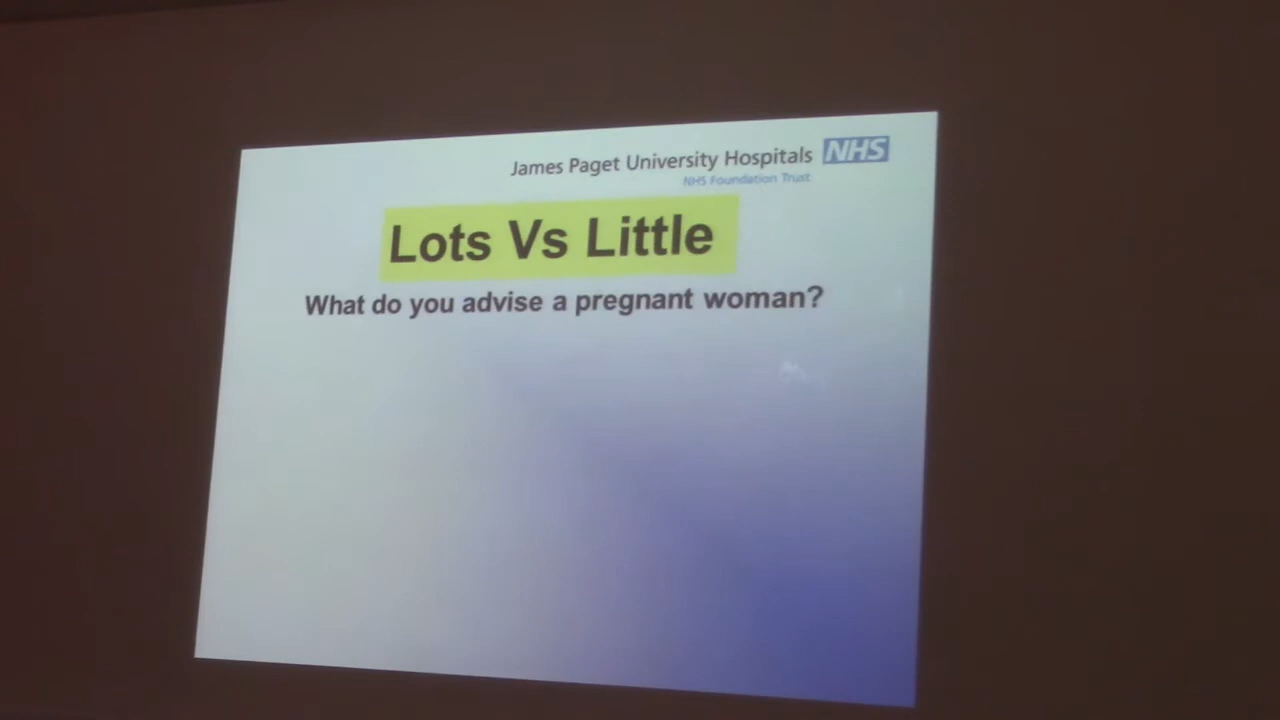 James Paget University Hospitals NHS
NHS Foundation Trust
Lots Vs Little
What do you advise a pregnant woman?